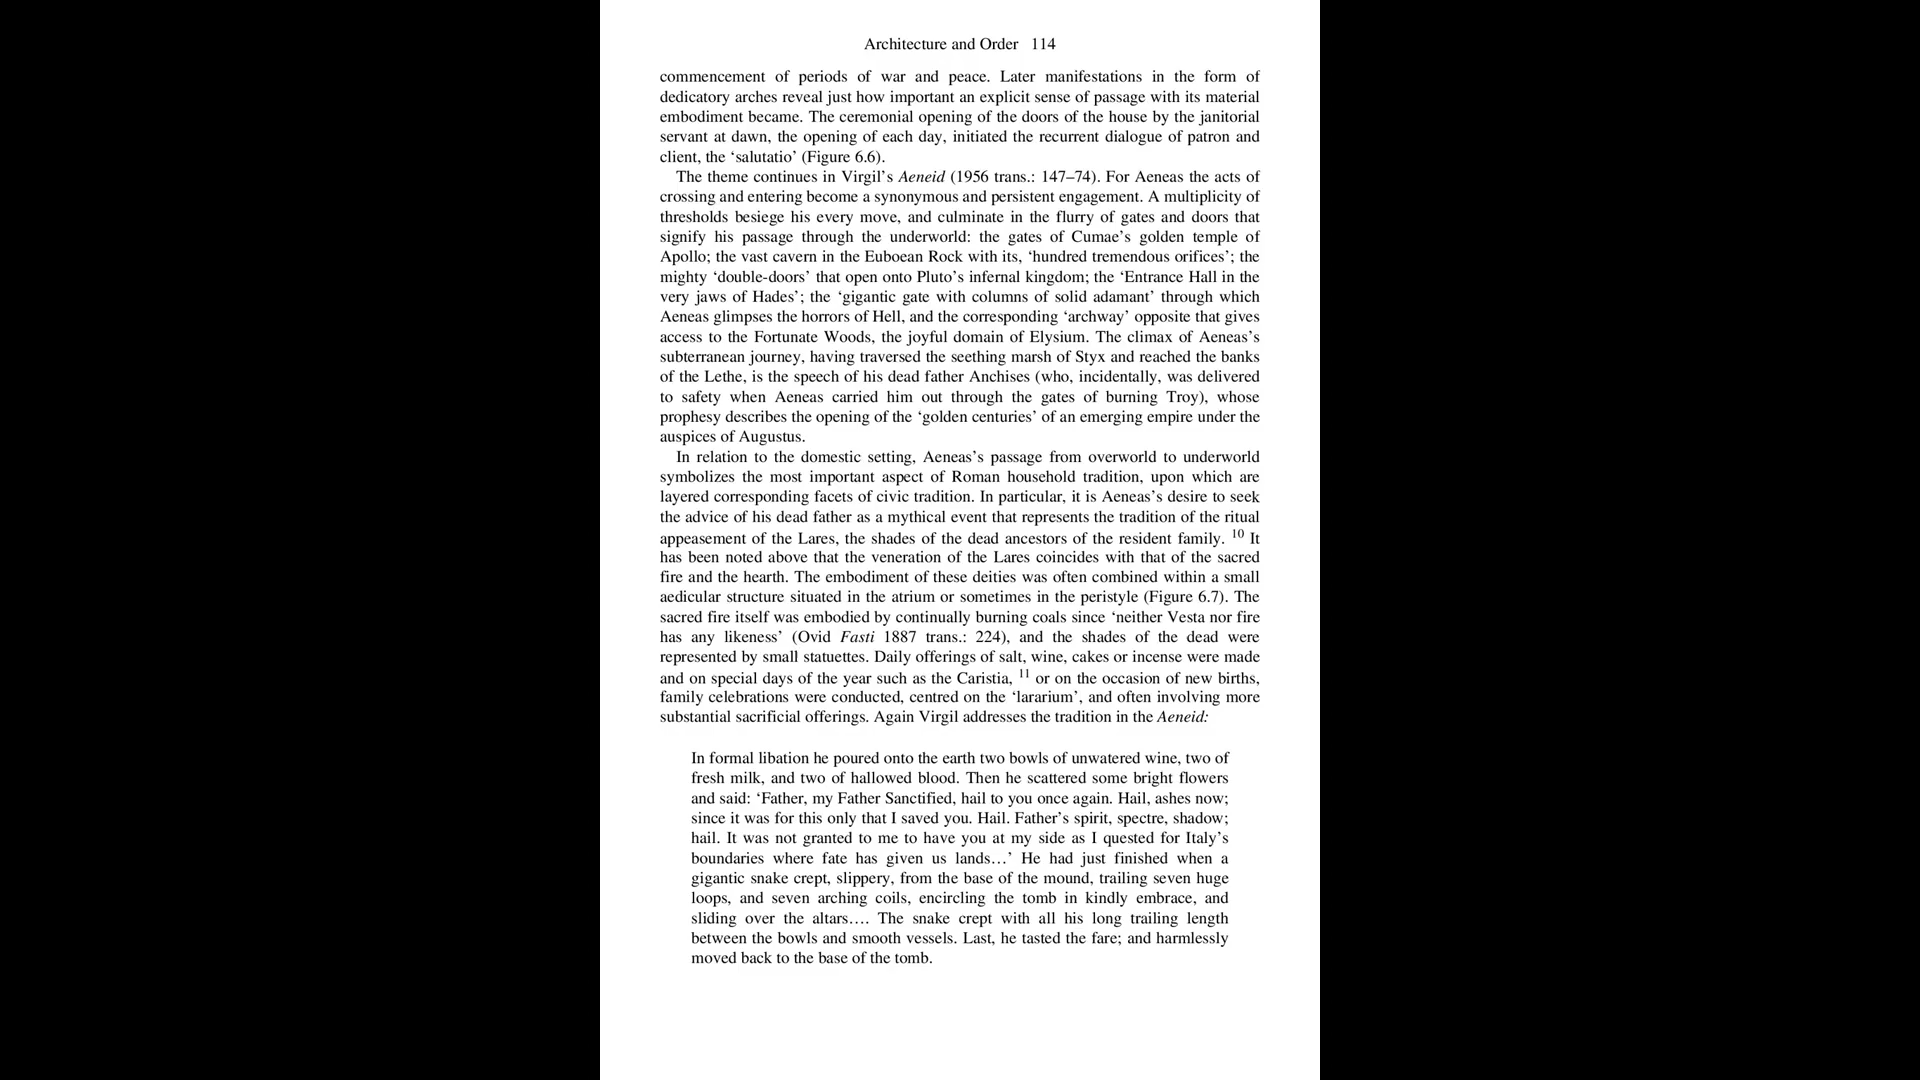 Architecture and Order 114
commencement of periods of war and peace. Later manifestations in the form of
dedicatory arches reveal just how important an explicit sense of passage with its material
embodiment became. The ceremonial opening of the doors of the house by the janitorial
servant at dawn, the opening of each day, initiated the recurrent dialogue of patron and
client, the ‘salutatio’ (Figure 6.6).
The theme continues in Virgil’s Aeneid (1956 trans.: 147–74). For Aeneas the acts of
crossing and entering become a synonymous and persistent engagement. A multiplicity of
thresholds besiege his every move, and culminate in the flurry of gates and doors that
signify his passage through the underworld: the gates of Cumae’s golden temple of
Apollo; the vast cavern in the Euboean Rock with its, ‘hundred tremendous orifices’; the
mighty ‘double-doors’ that open onto Pluto’s infernal kingdom; the ‘Entrance Hall in the
very jaws of Hades’; the ‘gigantic gate with columns of solid adamant’ through which
Aeneas glimpses the horrors of Hell, and the corresponding ‘archway’ opposite that gives
access to the Fortunate Woods, the joyful domain of Elysium. The climax of Aeneas’s
subterranean journey, having traversed the seething marsh of Styx and reached the banks
of the Lethe, is the speech of his dead father Anchises (who, incidentally, was delivered
to safety when Aeneas carried him out through the gates of burning Troy), whose
prophesy describes the opening of the ‘golden centuries’ of an emerging empire under the
auspices of Augustus.
In relation to the domestic setting, Aeneas’s passage from overworld to underworld
symbolizes the most important aspect of Roman household tradition, upon which are
layered corresponding facets of civic tradition. In particular, it is Aeneas’s desire to seek
the advice of his dead father as a mythical event that represents the tradition of the ritual
appeasement of the Lares, the shades of the dead ancestors of the resident family. 10 It
has been noted above that the veneration of the Lares coincides with that of the sacred
fire and the hearth. The embodiment of these deities was often combined within a small
aedicular structure situated in the atrium or sometimes in the peristyle (Figure 6.7). The
sacred fire itself was embodied by continually burning coals since ‘neither Vesta nor fire
has any likeness’ (Ovid Fasti 1887 trans.: 224), and the shades of the dead were
represented by small statuettes. Daily offerings of salt, wine, cakes or incense were made
and on special days of the year such as the Caristia, 11 or on the occasion of new births,
family celebrations were conducted, centred on the ‘lararium’, and often involving more
substantial sacrificial offerings. Again Virgil addresses the tradition in the Aeneid:
In formal libation he poured onto the earth two bowls of unwatered wine, two of
fresh milk, and two of hallowed blood. Then he scattered some bright flowers
and said: ‘Father, my Father Sanctified, hail to you once again. Hail, ashes now;
since it was for this only that I saved you. Hail. Father’s spirit, spectre, shadow;
hail. It was not granted to me to have you at my side as I quested for Italy’s
boundaries where fate has given us lands…’ He had just finished when a
gigantic snake crept, slippery, from the base of the mound, trailing seven huge
loops, and seven arching coils, encircling the tomb in kindly embrace, and
sliding over the altars…. The snake crept with all his long trailing length
between the bowls and smooth vessels. Last, he tasted the fare; and harmlessly
moved back to the base of the tomb.